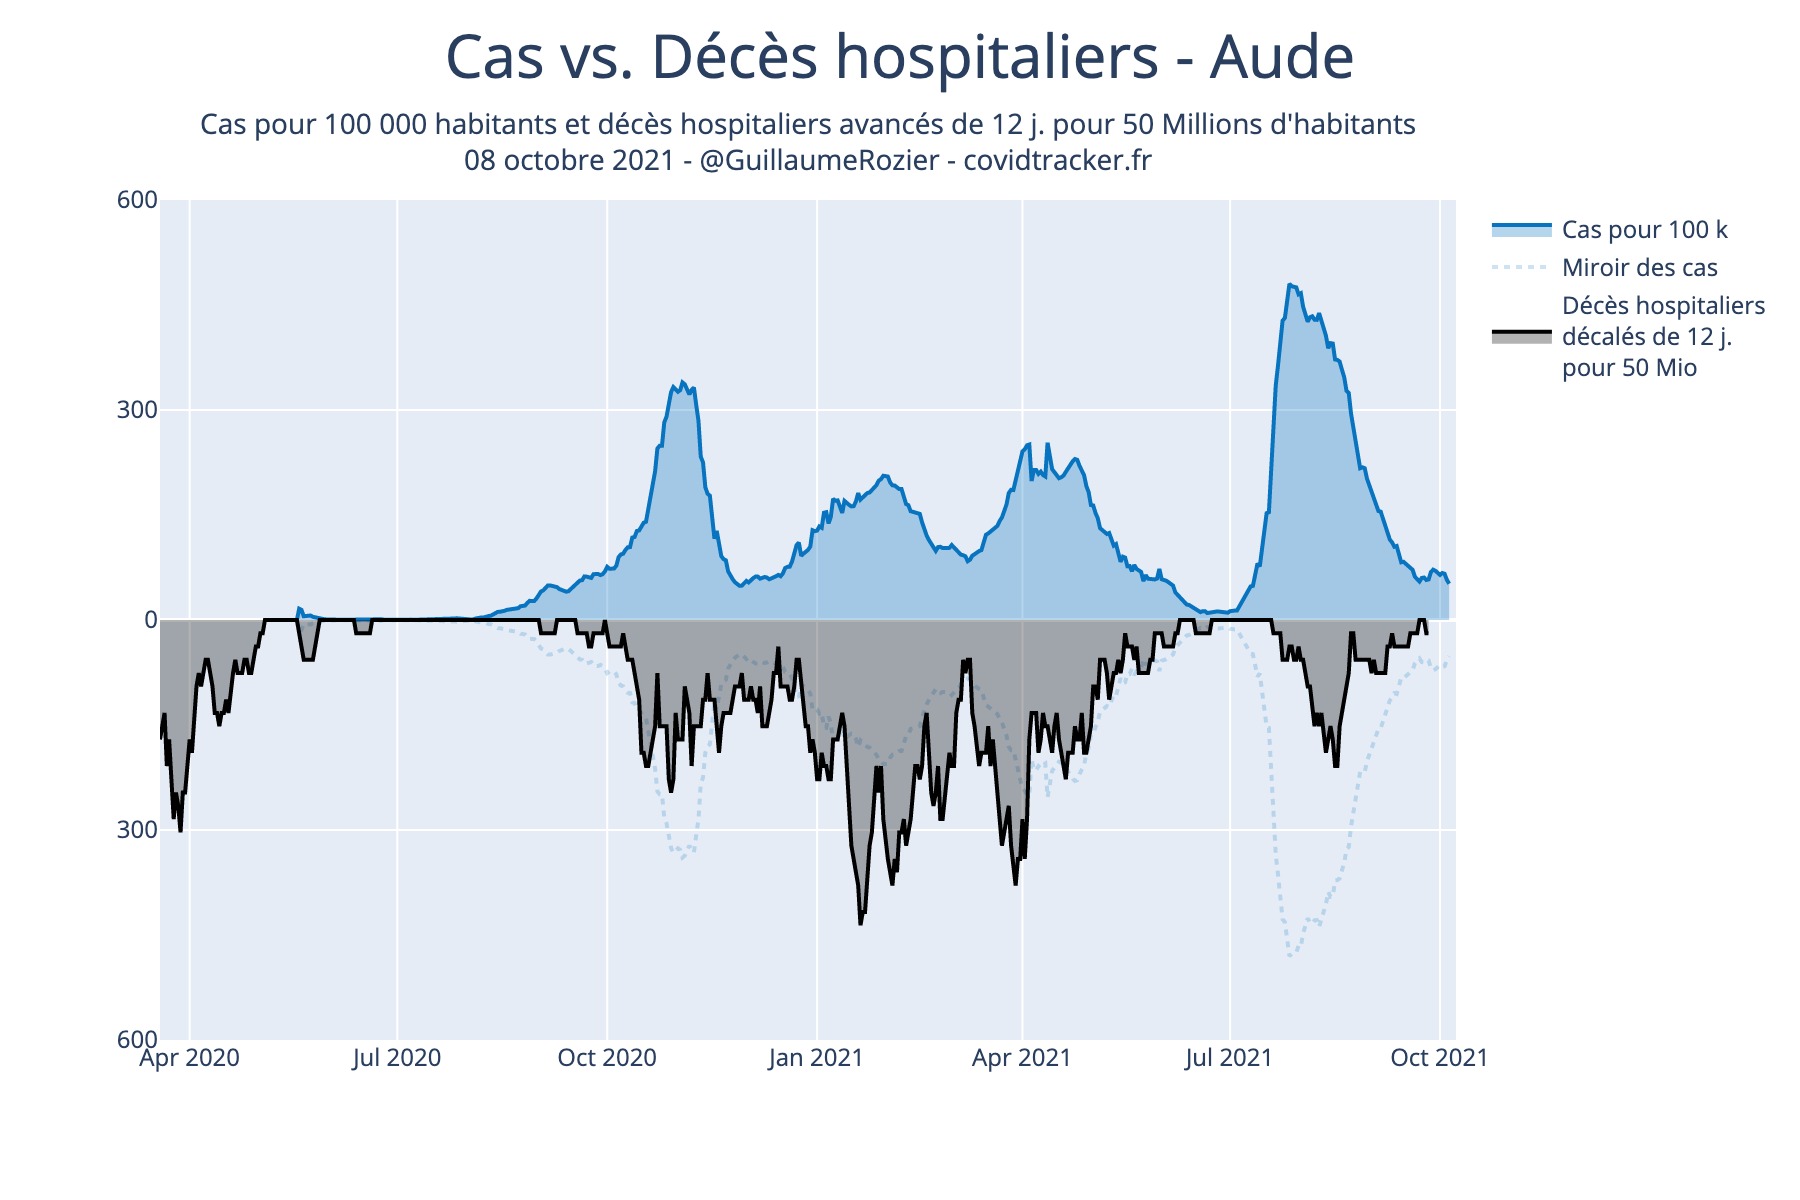 Cas vs. Décès hospitaliers - Aude
Cas pour 100 000 habitants et décès hospitaliers avancés de 12 j. pour 50 Millions d'habitants
08 octobre 2021 - @GuillaumeRozier - covidtracker.fr
600
300
0
300
600
Apr 2020
Jul 2020
Oct 2020
Jan 2021
Apr 2021
Jul 2021
Oct 2021
Cas pour 100 k
Miroir des cas
Décès hospitaliers
décalés de 12 j.
pour 50 Mio